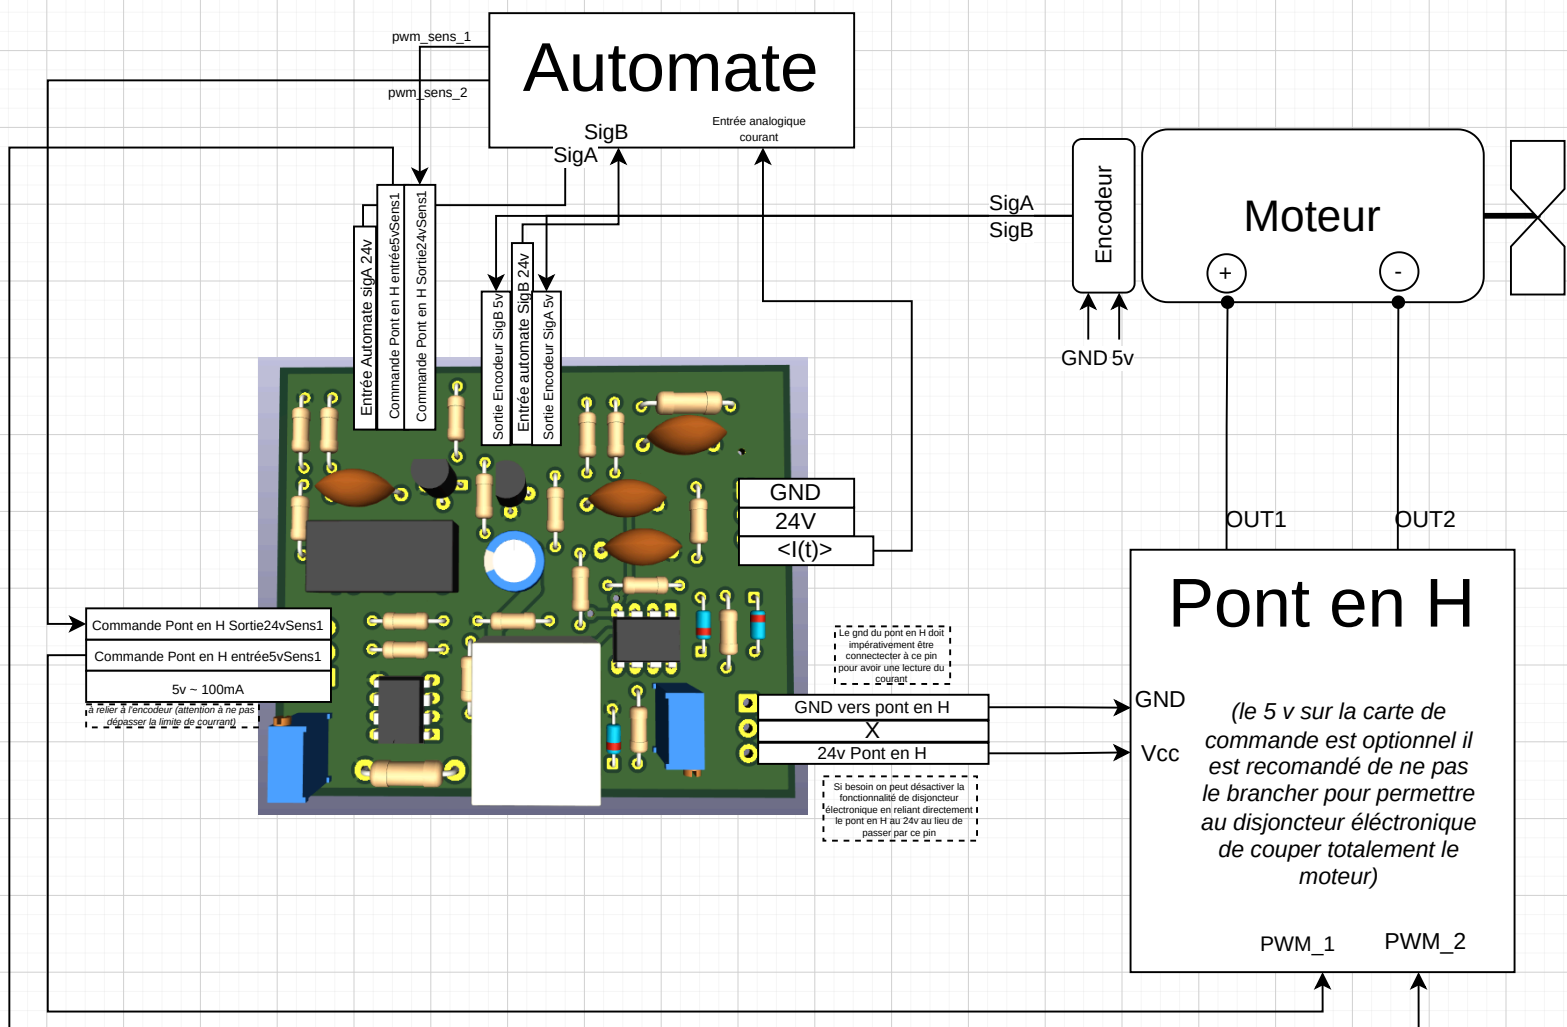 pwm_sens_1
Automate
pwm_sens_2
Entrée analogique
courant
SigB
SigA
Entrée Automate sigA 24v
Commande Pont en H entrée5vSens1
Commande Pont en H Sortie24vSens1
Sortie Encodeur SigB 5v
Entrée automate SigB 24v
Sortie Encodeur SigA 5v
SigA
SigB
Encodeur
Moteur
+
-
GND 5v
GND
24V
<I(t)>
OUT1
OUT2
Commande Pont en H Sortie24vSens1
Commande Pont en H entrée5vSens1
5v ~ 100mA
à relier à l'encodeur (attention à ne pas
dépasser la limite de courrant)
Le gnd du pont en H doit
impérativement être
connectecter à ce pin
pour avoir une lecture du
courant
GND vers pont en H
X
24v Pont en H
Si besoin on peut désactiver la
fonctionnalité de disjoncteur
électronique en reliant directement
le pont en H au 24v au lieu de
passer par ce pin
Pont en H
GND
Vcc
(le 5 v sur la carte de
commande est optionnel il
est recomandé de ne pas
le brancher pour permettre
au disjoncteur éléctronique
de couper totalement le
moteur)
PWM_1
PWM_2